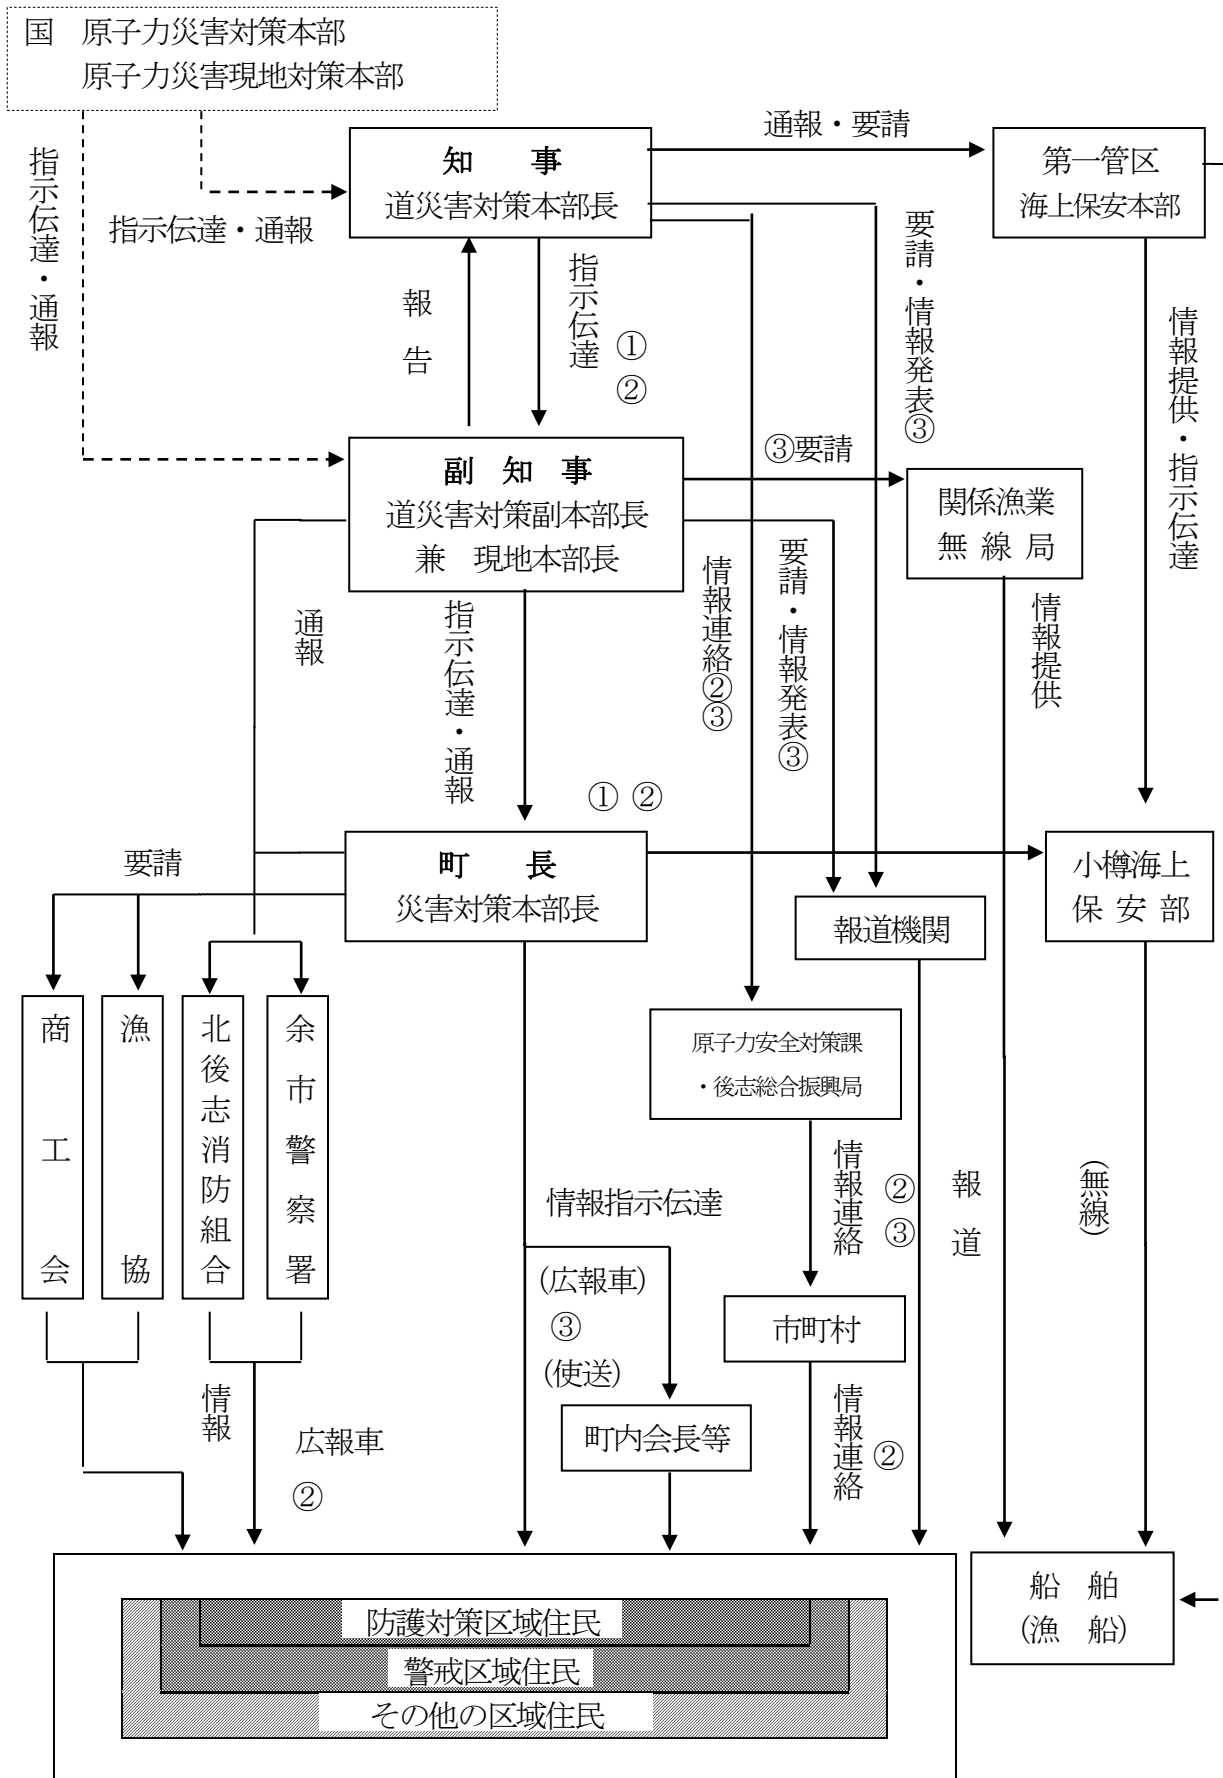 国　原子力災害対策本部
原子力災害現地対策本部
指示伝達・通報
指示伝達・通報
知　事
道災害対策本部長
通報・要請
第一管区
海上保安本部
報告
指示伝達
①
②
要請・情報発表③
情報提供・指示伝達
副 知 事
道災害対策副本部長
兼　現地本部長
③要請
関係漁業
無 線 局
通報
指示伝達・通報
情報連絡②③
要請・情報発表③
情報提供
① ②
要請
町　長
災害対策本部長
小樽海上
保 安 部
報道機関
商工会
漁協
北後志消防組合
余市警察署
原子力安全対策課
・後志総合振興局
情報指示伝達
情報連絡
②
③
報道
(無線)
(広報車)
③
(使送)
市町村
情報
広報車
②
町内会長等
情報連絡
②
船　舶
(漁　船)
防護対策区域住民
警戒区域住民
その他の区域住民